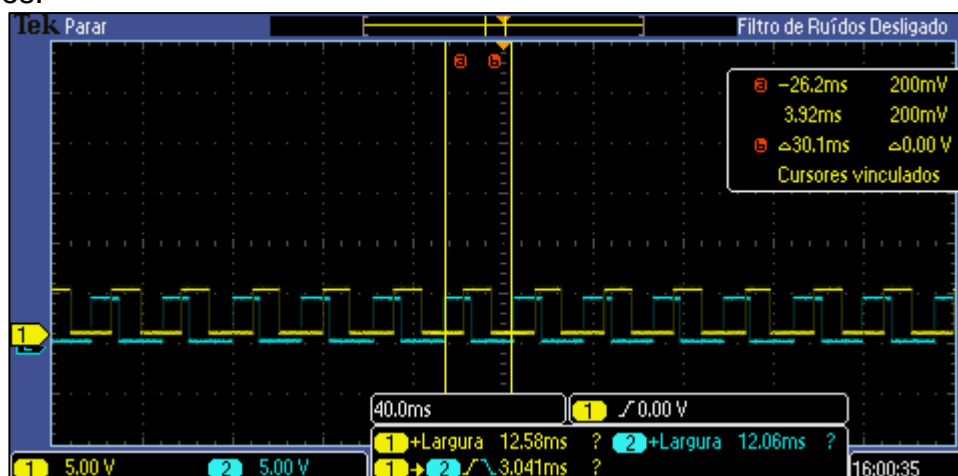 Tek Parar Filtro de Ruídos Desligado
a b
a −26.2ms 200mV
3.92ms 200mV
b △30.1ms △0.00 V
Cursores vinculados
1
40.0ms 1 ∫ 0.00 V
1 +Largura 12.58ms ? 2 +Largura 12.06ms ?
1 5.00 V 2 5.00 V 1→2 ∫ 3.041ms ? 16:00:35